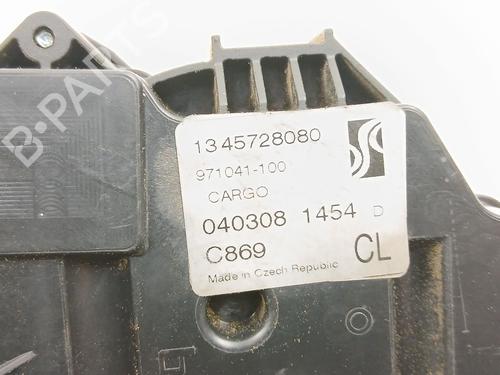 1345728080
971041-100
CARGO
040308 1454 D
C869 CL
Made in Czech Republic
B-PARTS